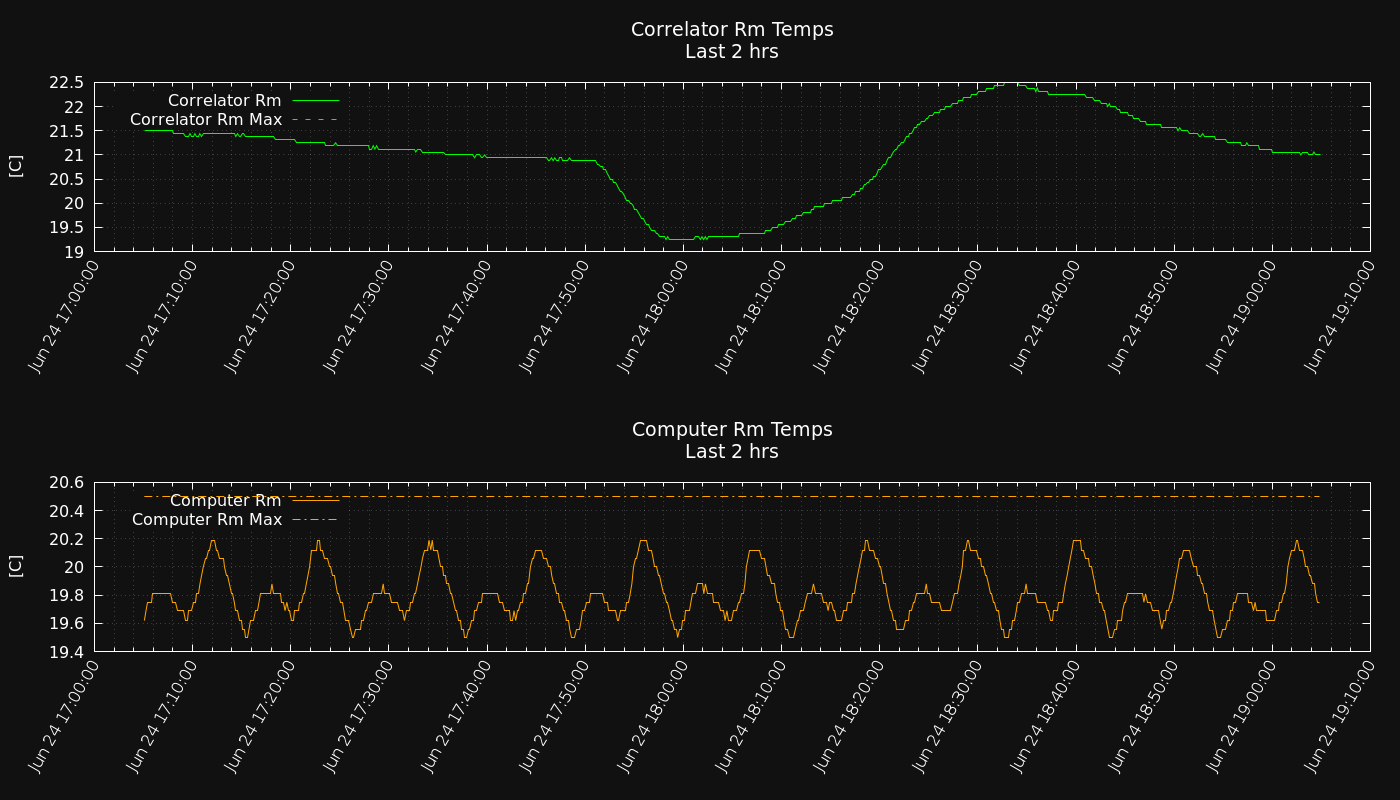 Correlator Rm Temps
Last 2 hrs
[C]
22.5
22
21.5
21
20.5
20
19.5
19
Correlator Rm
Correlator Rm Max
Jun 24 17:00:00
Jun 24 17:10:00
Jun 24 17:20:00
Jun 24 17:30:00
Jun 24 17:40:00
Jun 24 17:50:00
Jun 24 18:00:00
Jun 24 18:10:00
Jun 24 18:20:00
Jun 24 18:30:00
Jun 24 18:40:00
Jun 24 18:50:00
Jun 24 19:00:00
Jun 24 19:10:00
Computer Rm Temps
Last 2 hrs
[C]
20.6
20.4
20.2
20
19.8
19.6
19.4
Computer Rm
Computer Rm Max
Jun 24 17:00:00
Jun 24 17:10:00
Jun 24 17:20:00
Jun 24 17:30:00
Jun 24 17:40:00
Jun 24 17:50:00
Jun 24 18:00:00
Jun 24 18:10:00
Jun 24 18:20:00
Jun 24 18:30:00
Jun 24 18:40:00
Jun 24 18:50:00
Jun 24 19:00:00
Jun 24 19:10:00